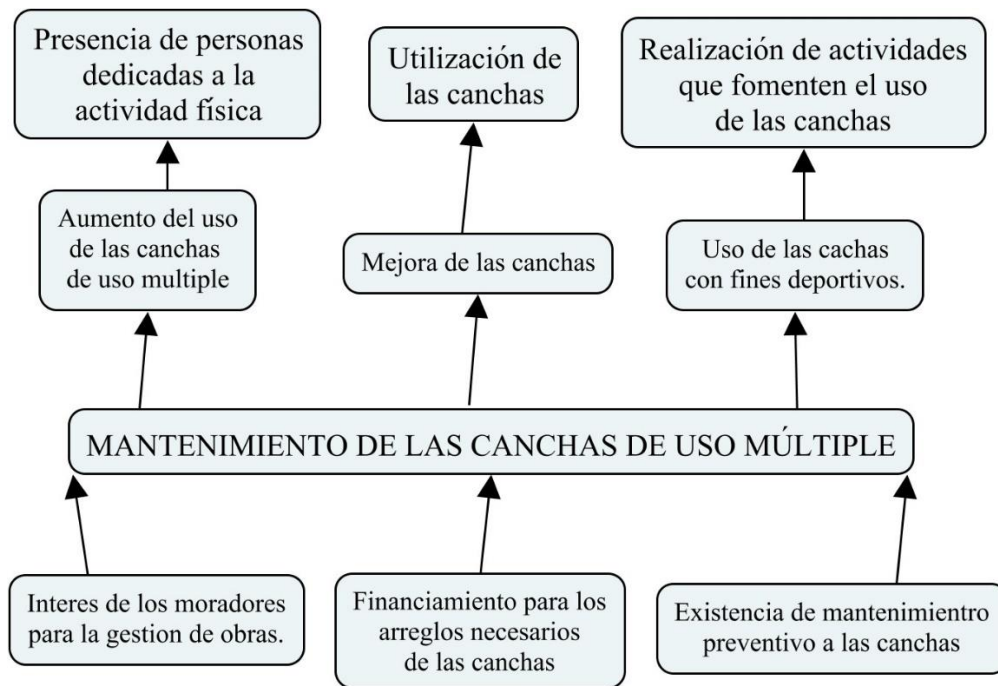 Presencia de personas
dedicadas a la
actividad física
Utilización de
las canchas
Realización de actividades
que fomenten el uso
de las canchas
Aumento del uso
de las canchas
de uso multiple
Mejora de las canchas
Uso de las cachas
con fines deportivos.
MANTENIMIENTO DE LAS CANCHAS DE USO MÚLTIPLE
Interes de los moradores
para la gestion de obras.
Financiamiento para los
arreglos necesarios
de las canchas
Existencia de mantenimientro
preventivo a las canchas